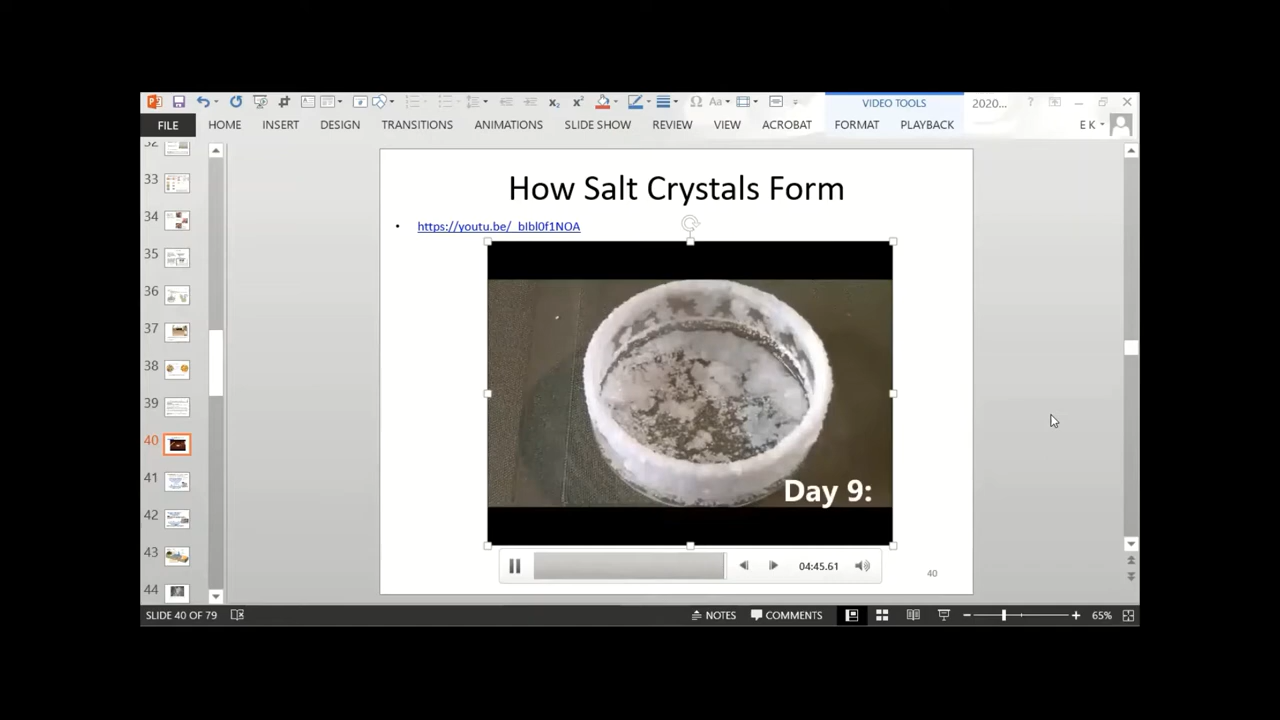 VIDEO TOOLS
2020...
?
FILE
HOME
INSERT
DESIGN
TRANSITIONS
ANIMATIONS
SLIDE SHOW
REVIEW
VIEW
ACROBAT
FORMAT
PLAYBACK
E K
32
33
34
35
36
37
38
39
40
41
42
43
44
How Salt Crystals Form
• https://youtu.be/_bIbl0f1NOA
Day 9:
04:45.61
40
SLIDE 40 OF 79
NOTES
COMMENTS
65%